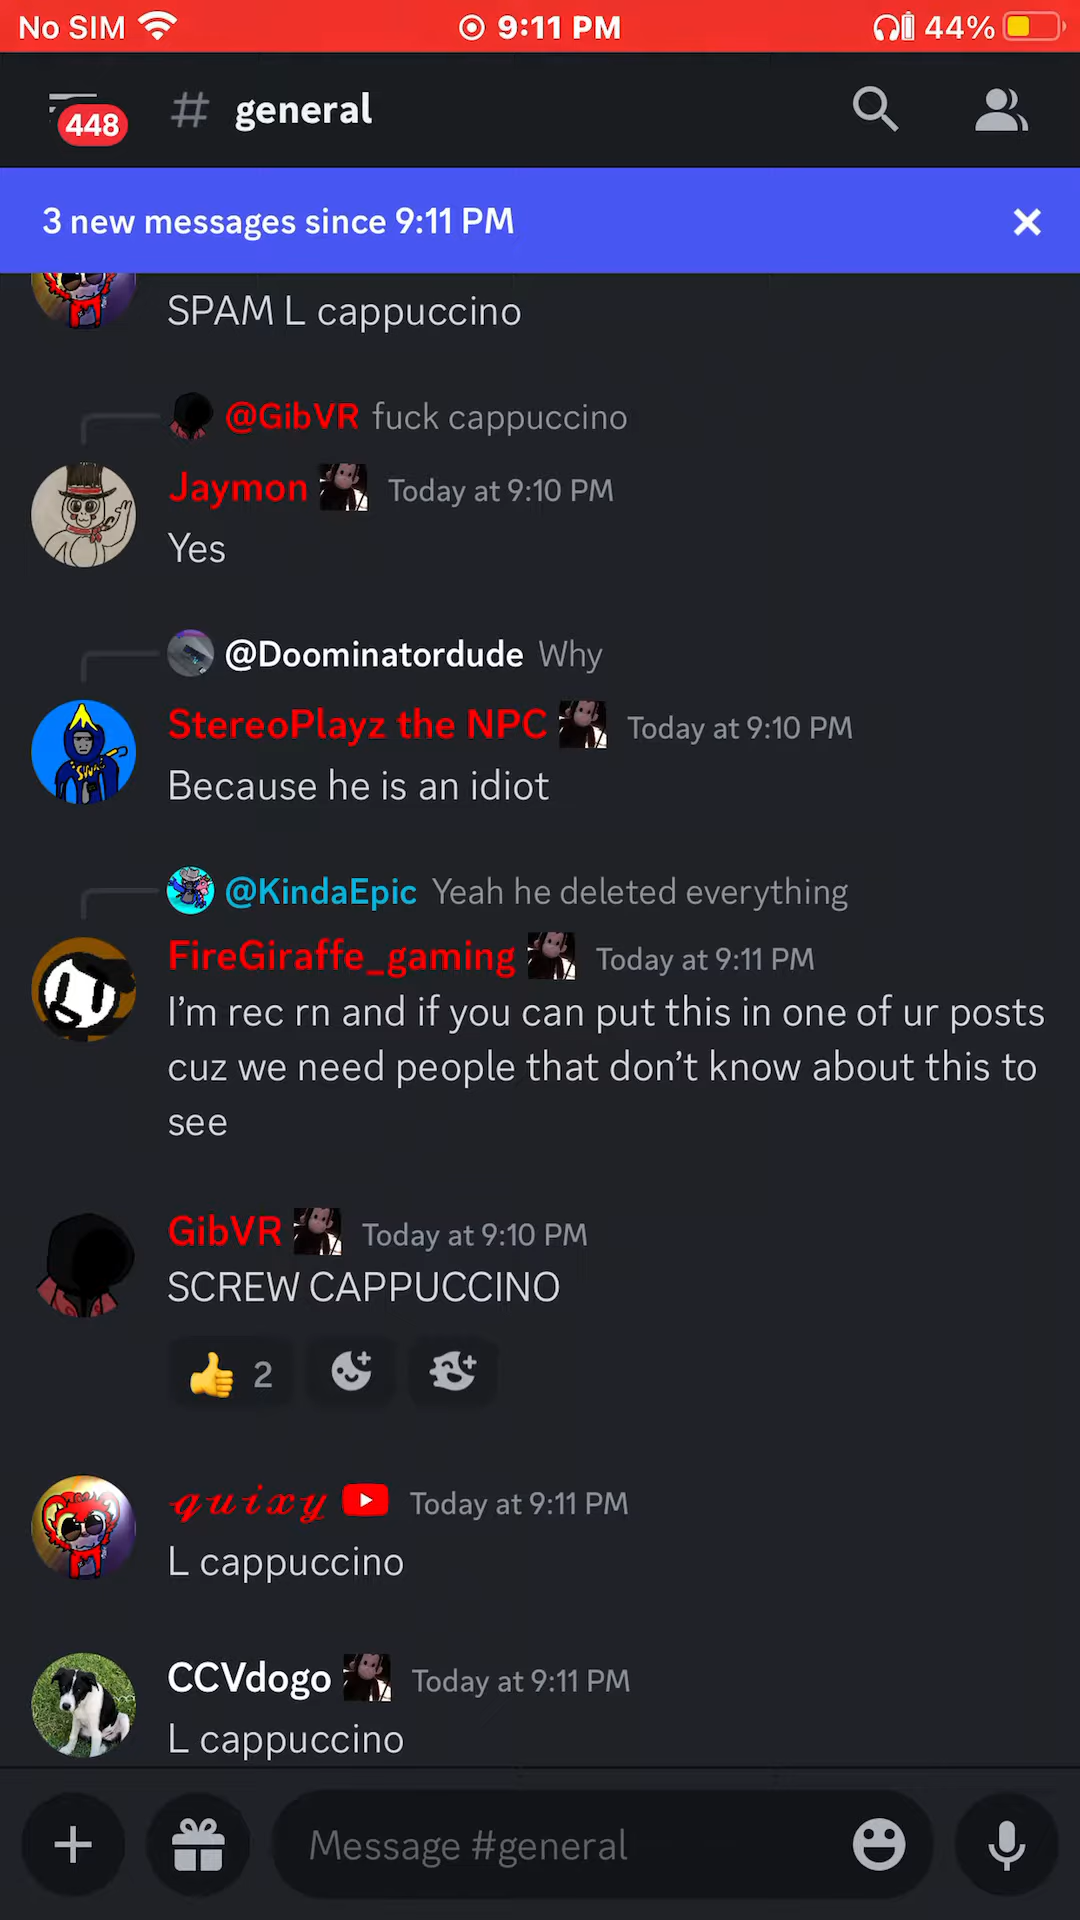 No SIM 9:11 PM 44%
448 # general
3 new messages since 9:11 PM
SPAM L cappuccino
@GibVR fuck cappuccino
Jaymon Today at 9:10 PM
Yes
@Doominatordude Why
StereoPlayz the NPC Today at 9:10 PM
Because he is an idiot
@KindaEpic Yeah he deleted everything
FireGiraffe_gaming Today at 9:11 PM
I’m rec rn and if you can put this in one of ur posts
cuz we need people that don’t know about this to
see
GibVR Today at 9:10 PM
SCREW CAPPUCCINO
👍 2
𝓺𝓾𝓲𝔁𝔂 Today at 9:11 PM
L cappuccino
CCVdogo Today at 9:11 PM
L cappuccino
Message #general